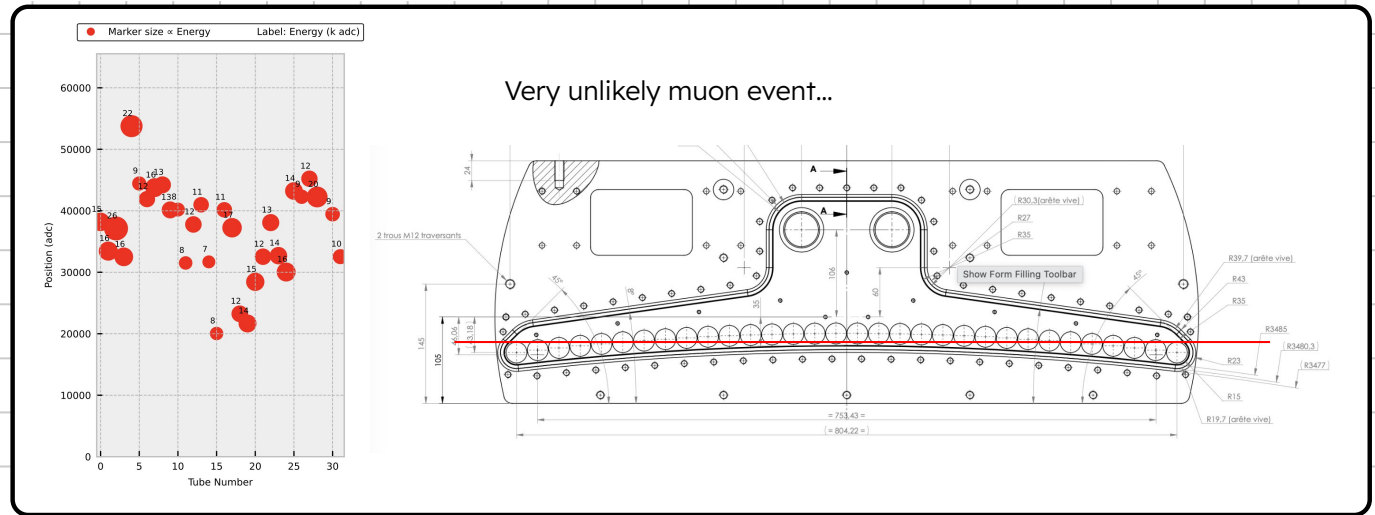 Marker size ∝ Energy
Label: Energy (k adc)
Very unlikely muon event...
Position (adc)
60000
50000
40000
30000
20000
10000
0
22
9
16
13
12
15
26
16
16
138
12
11
8
7
11
17
8
12
14
15
12
13
14
16
14
9
12
20
9
10
0
5
10
15
20
25
30
Tube Number
24
A
A
2 trous M12 traversants
(R30,3(arête vive)
R27
R35
Show Form Filling Toolbar
R39,7 (arête vive)
R43
R35
45°
8°
35
106
60
45°
145
105
46,06
43,18
R3485
(R3480.3)
(R3477)
R23
R15
R19,7 (arête vive)
= 753,43 =
(= 804,22 =)